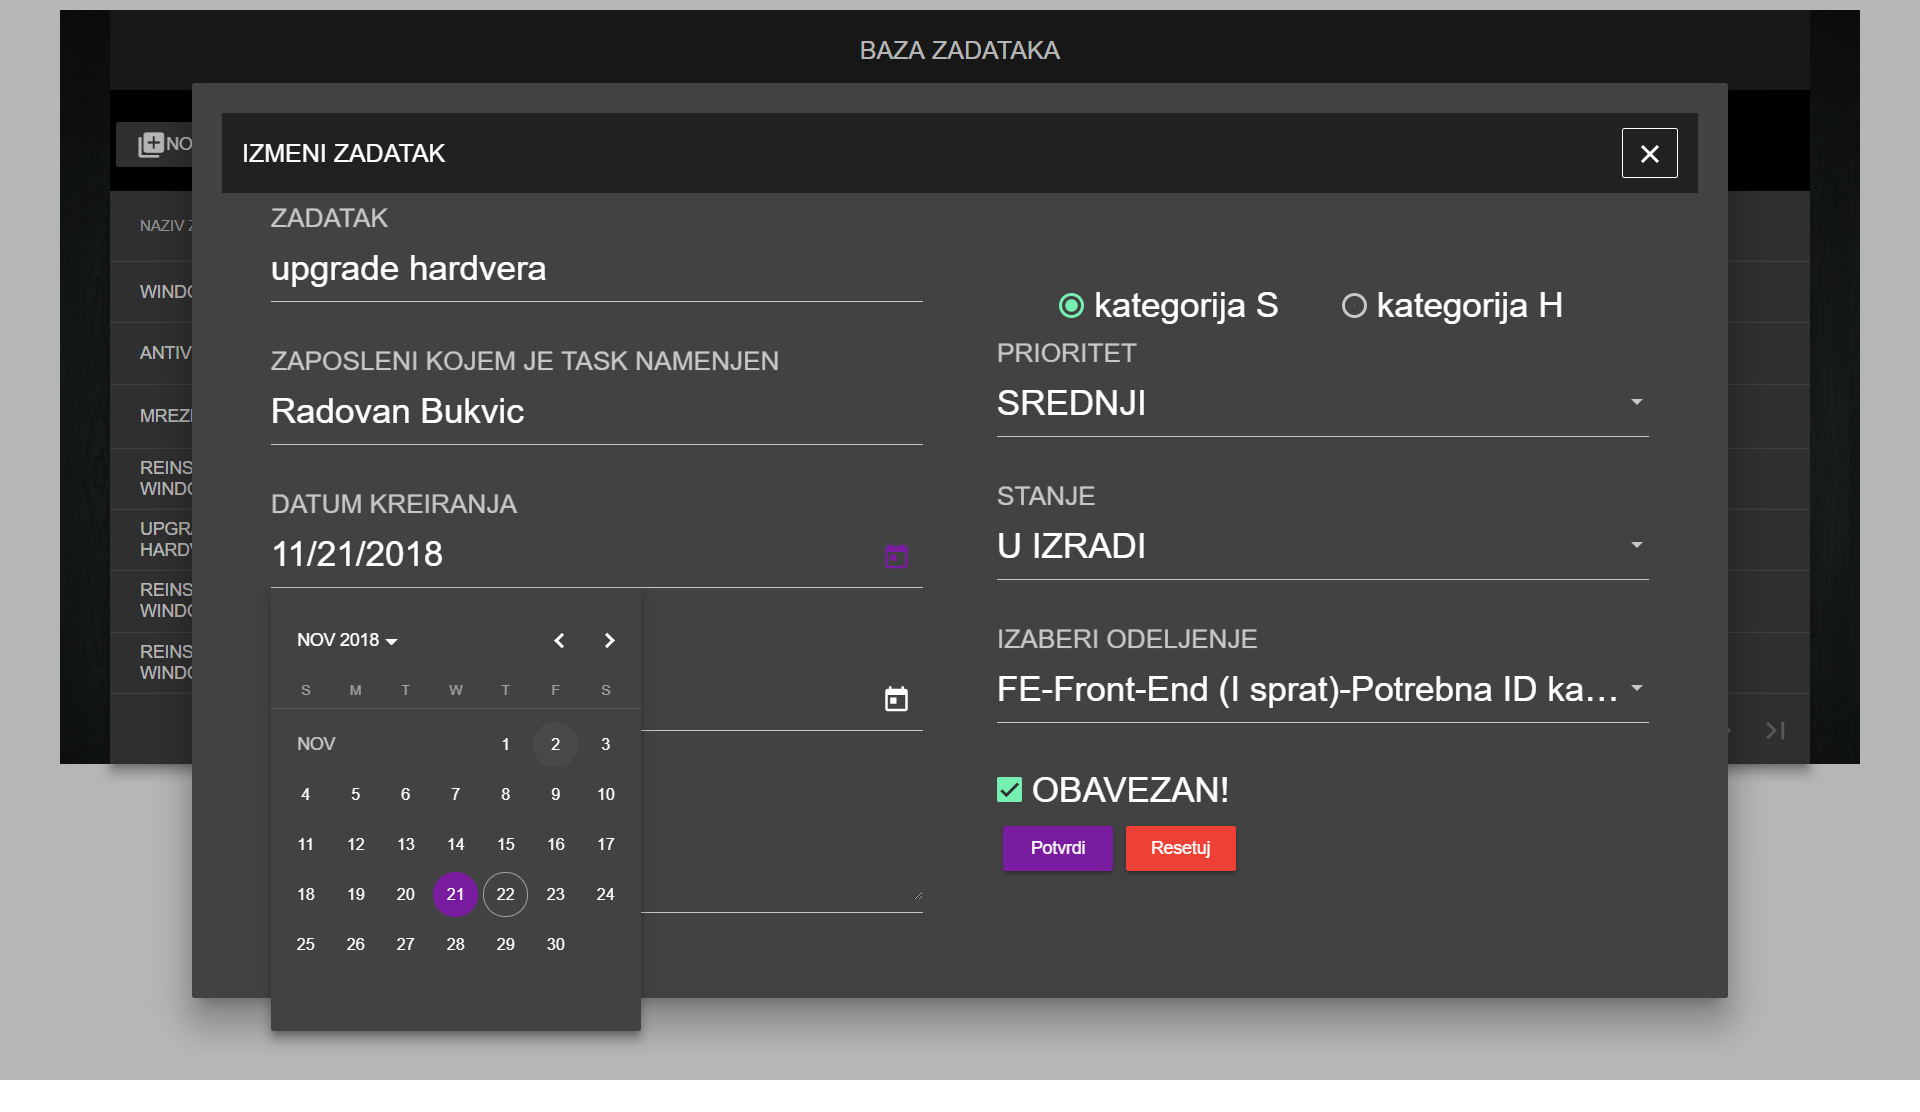 BAZA ZADATAKA
IZMENI ZADATAK
ZADATAK
upgrade hardvera
kategorija S
kategorija H
ZAPOSLENI KOJEM JE TASK NAMENJEN
Radovan Bukvic
PRIORITET
SREDNJI
DATUM KREIRANJA
11/21/2018
STANJE
U IZRADI
NOV 2018
S M T W T F S
NOV 1 2 3
4 5 6 7 8 9 10
11 12 13 14 15 16 17
18 19 20 21 22 23 24
25 26 27 28 29 30
IZABERI ODELJENJE
FE-Front-End (I sprat)-Potrebna ID ka...
OBAVEZAN!
Potvrdi Resetuj
NO
NAZIV
WINDO
ANTIV
MREZ
REINS
WINDO
UPGR
HARD
REINS
WINDO
REINS
WINDO